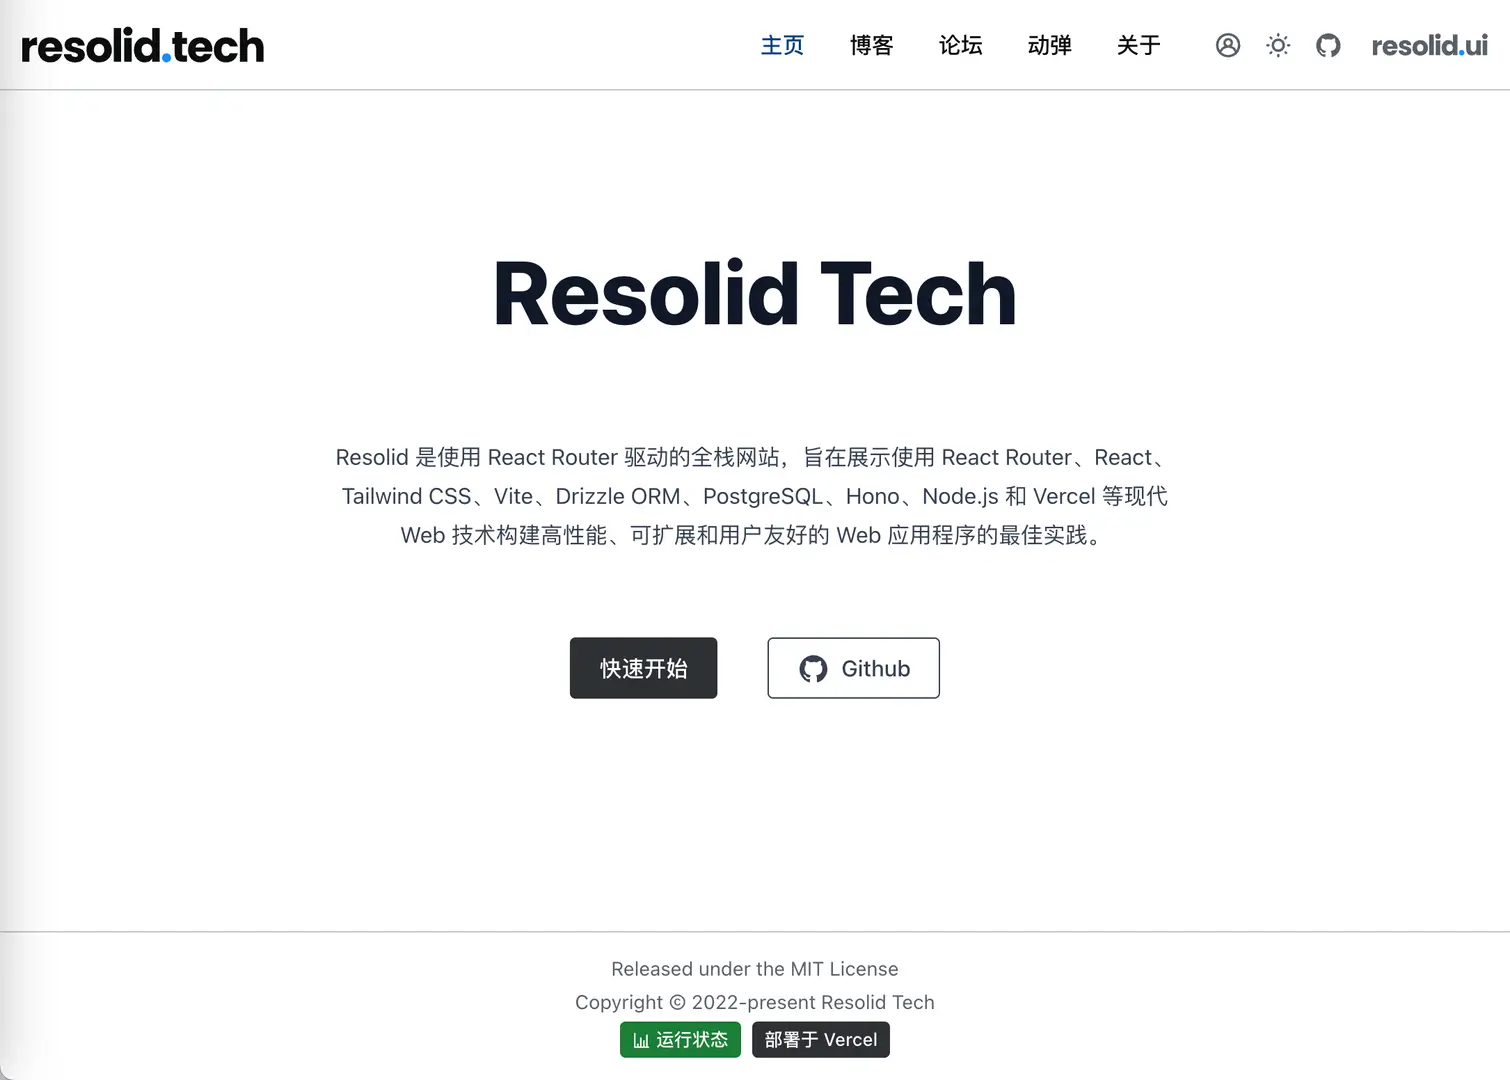 resolid.tech
主页 博客 论坛 动弹 关于 resolid.ui
Resolid Tech
Resolid 是使用 React Router 驱动的全栈网站，旨在展示使用 React Router、React、
Tailwind CSS、Vite、Drizzle ORM、PostgreSQL、Hono、Node.js 和 Vercel 等现代
Web 技术构建高性能、可扩展和用户友好的 Web 应用程序的最佳实践。
快速开始
Github
Released under the MIT License
Copyright © 2022-present Resolid Tech
运行状态 部署于 Vercel